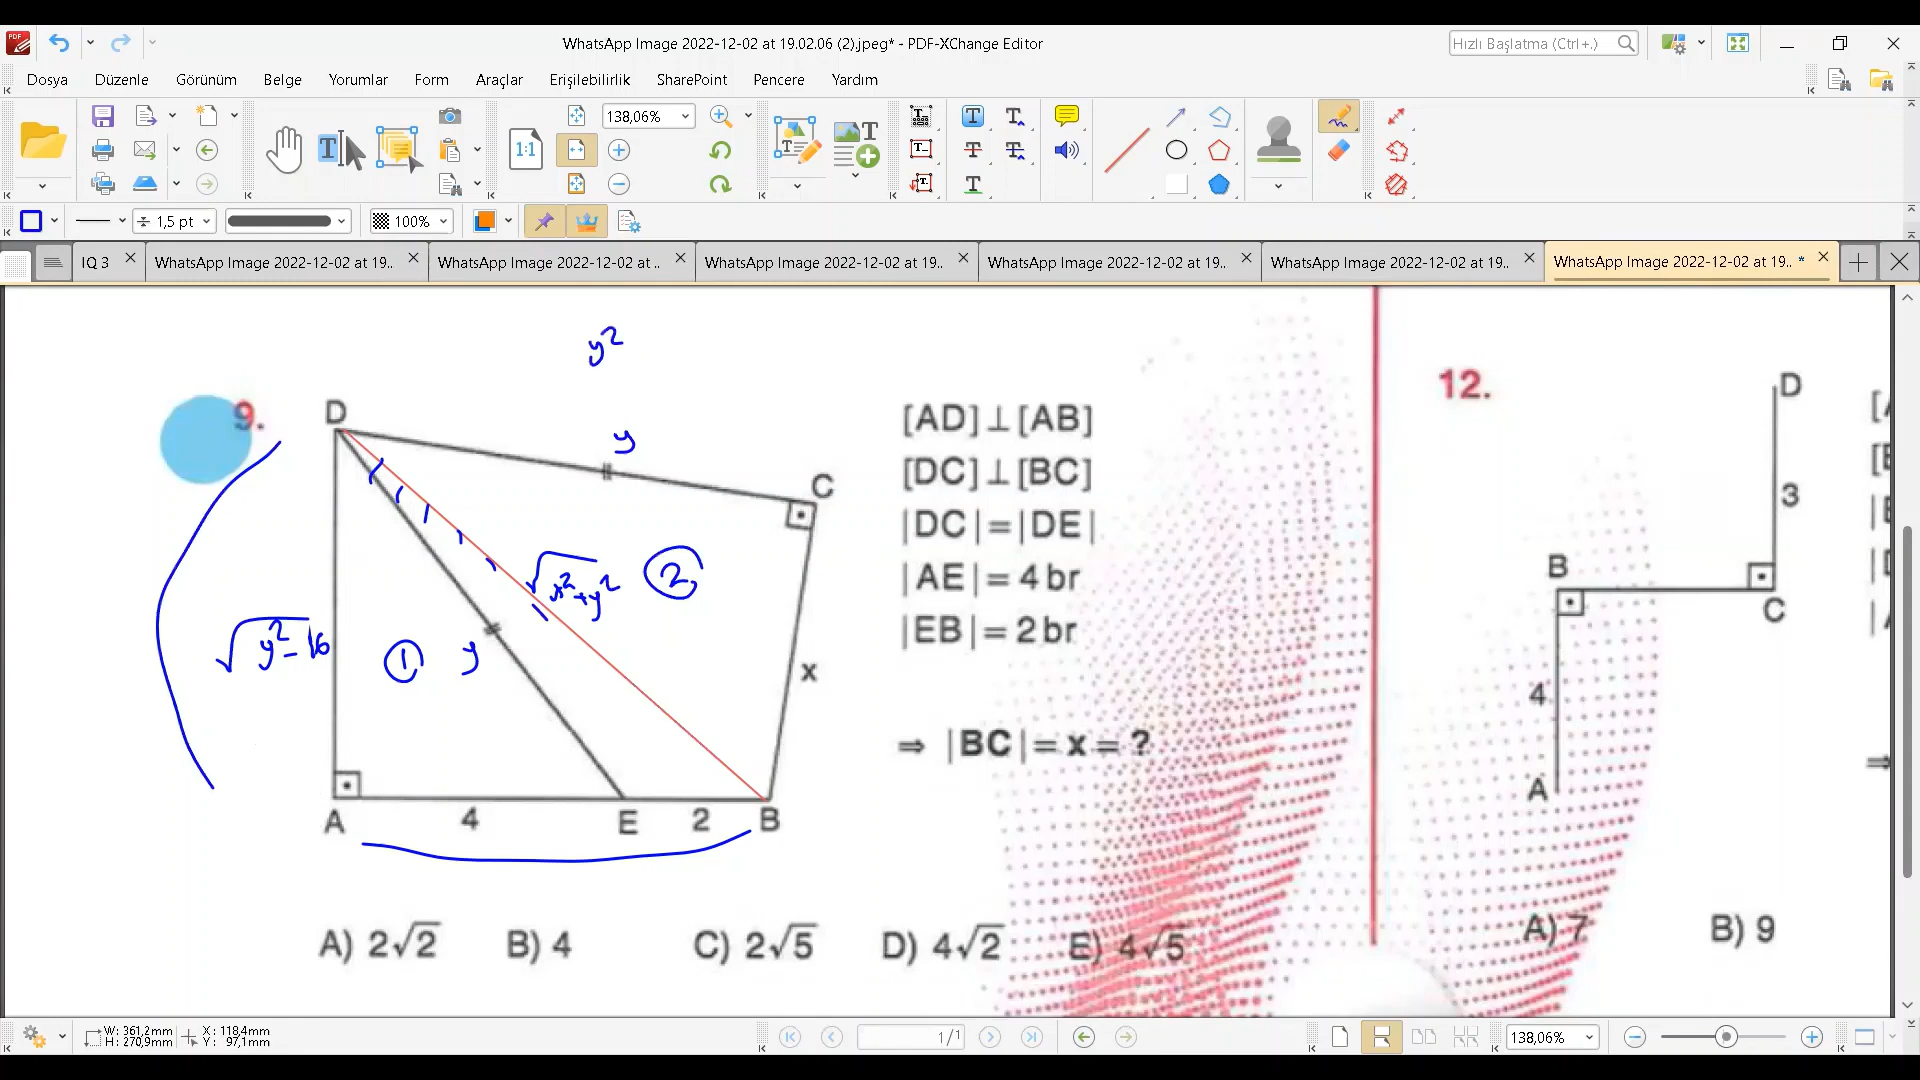 WhatsApp Image 2022-12-02 at 19.02.06 (2).jpeg* - PDF-XChange Editor
Hızlı Başlatma (Ctrl+.)
Dosya Düzenle Görünüm Belge Yorumlar Form Araçlar Erişilebilirlik SharePoint Pencere Yardım
138,06%
1:1
1,5 pt
100%
IQ 3
WhatsApp Image 2022-12-02 at 19..
WhatsApp Image 2022-12-02 at ..
WhatsApp Image 2022-12-02 at 19..
WhatsApp Image 2022-12-02 at 19..
WhatsApp Image 2022-12-02 at 19..
WhatsApp Image 2022-12-02 at 19.. *
y²
9.
D
y
C
√x²+y²
2
√y²-16
1
y
x
A 4 E 2 B
[AD]⊥[AB]
[DC]⊥[BC]
|DC|=|DE|
|AE|=4 br
|EB|=2 br
⇒ |BC|=x=?
A) 2√2 B) 4 C) 2√5 D) 4√2 E) 4√5
12.
D
3
B
C
4
A
⇒
A) 7 B) 9
W: 361,2mm
H: 270,9mm
X: 118,4mm
Y: 97,1mm
1/1
138,06%